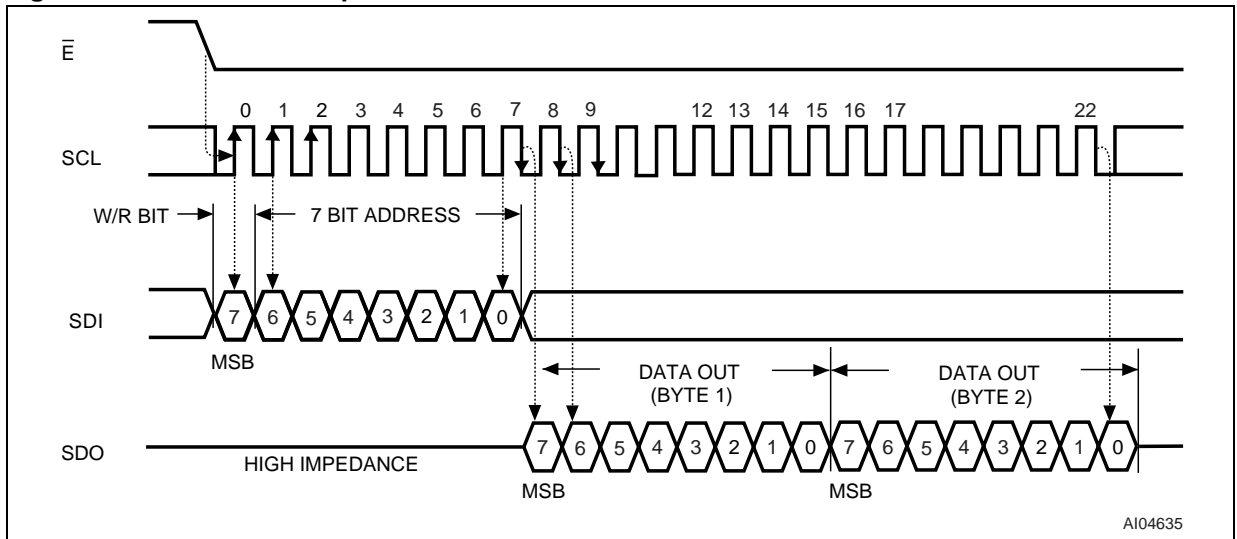 E̅
0 1 2 3 4 5 6 7 8 9 12 13 14 15 16 17 22
SCL
W/R BIT 7 BIT ADDRESS
SDI 7 6 5 4 3 2 1 0
MSB
DATA OUT DATA OUT
(BYTE 1) (BYTE 2)
SDO 7 6 5 4 3 2 1 0 7 6 5 4 3 2 1 0
HIGH IMPEDANCE
MSB MSB
AI04635